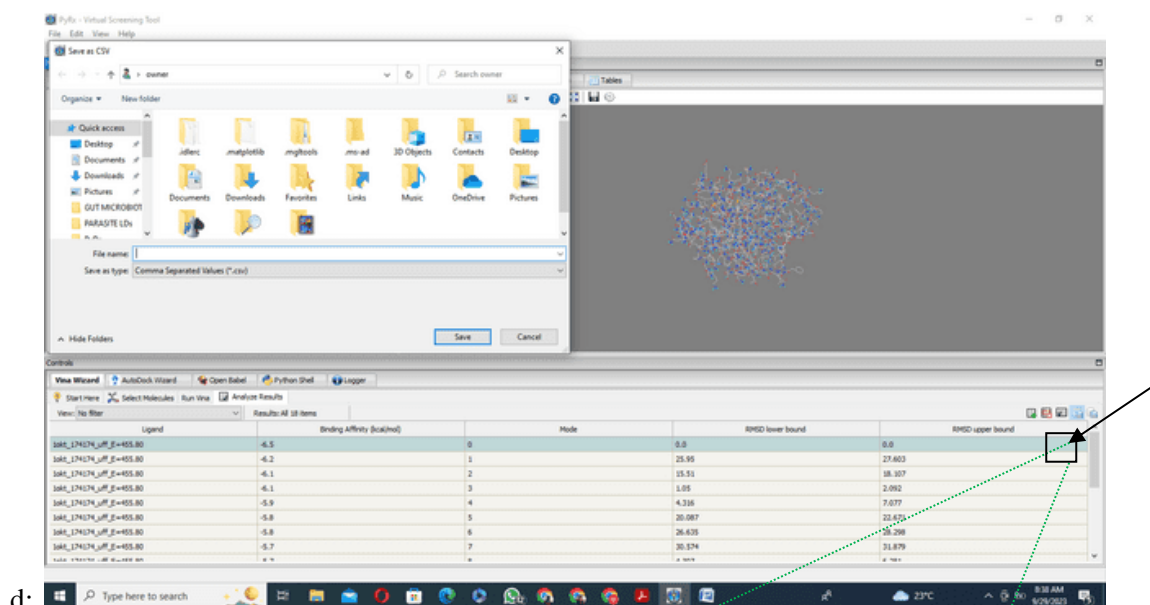 PyRx - Virtual Screening Tool
File Edit View Help
Save as CSV
owner
Search owner
Tables
Organize New folder
Quick access
Desktop
Documents
Downloads
Pictures
GUT MICROBIOT
PARASITE LDs
.idlerc .matplotlib .mgltools .ms-ad 3D Objects Contacts Desktop
Documents Downloads Favorites Links Music OneDrive Pictures
File name:
Save as type: Comma Separated Values (*.csv)
Hide Folders Save Cancel
Controls
Vina Wizard AutoDock Wizard Open Babel Python Shell Logger
Start Here Select Molecules Run Vina Analyze Results
View: No filter Results: All 18 items
Ligand Binding Affinity (kcal/mol) Mode RMSD lower bound RMSD upper bound
1okt_174174_uff_E=455.80 -6.5 0 0.0 0.0
1okt_174174_uff_E=455.80 -6.2 1 25.95 27.603
1okt_174174_uff_E=455.80 -6.1 2 15.51 18.107
1okt_174174_uff_E=455.80 -6.1 3 1.05 2.092
1okt_174174_uff_E=455.80 -5.9 4 4.316 7.077
1okt_174174_uff_E=455.80 -5.8 5 20.087 22.671
1okt_174174_uff_E=455.80 -5.8 6 26.635 28.298
1okt_174174_uff_E=455.80 -5.7 7 30.574 31.879
d:
Type here to search 23°C 8:38 AM
9/29/2023